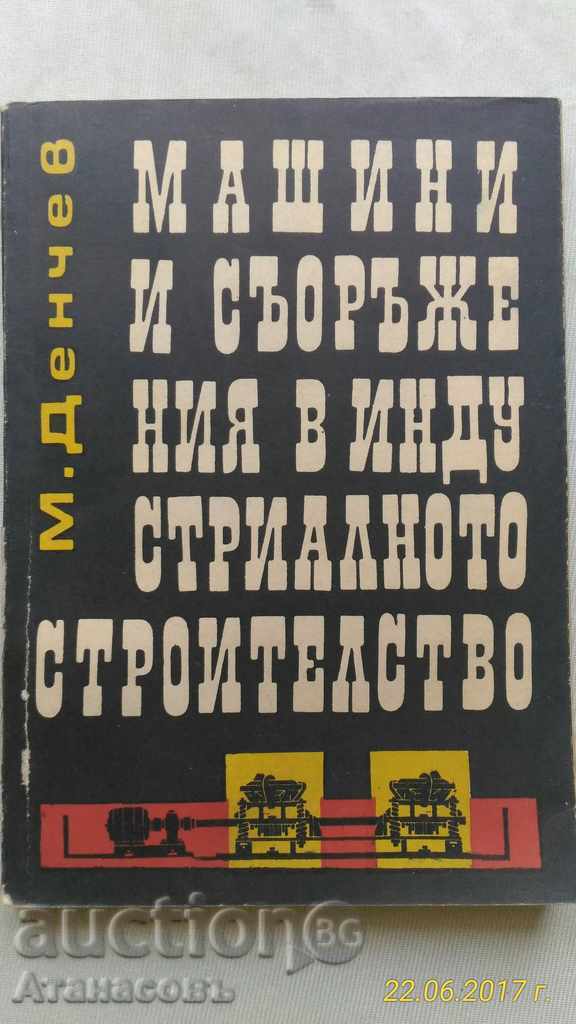 М. Денчев
МАШИНИ
И СЪОРЪЖЕ
НИЯ В ИНДУ
СТРИАЛНОТО
СТРОИТЕЛСТВО
auction BG
Атанасовъ
22.06.2017 г.